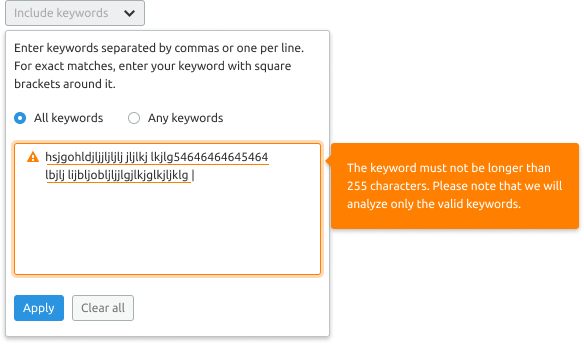 Include keywords
Enter keywords separated by commas or one per line.
For exact matches, enter your keyword with square
brackets around it.
All keywords
Any keywords
hsjgohldjljjljljlj jljlkj lkjlg54646464645464
lbjlj lijbljobljljjlgjlkjglkjljklg
The keyword must not be longer than
255 characters. Please note that we will
analyze only the valid keywords.
Apply
Clear all